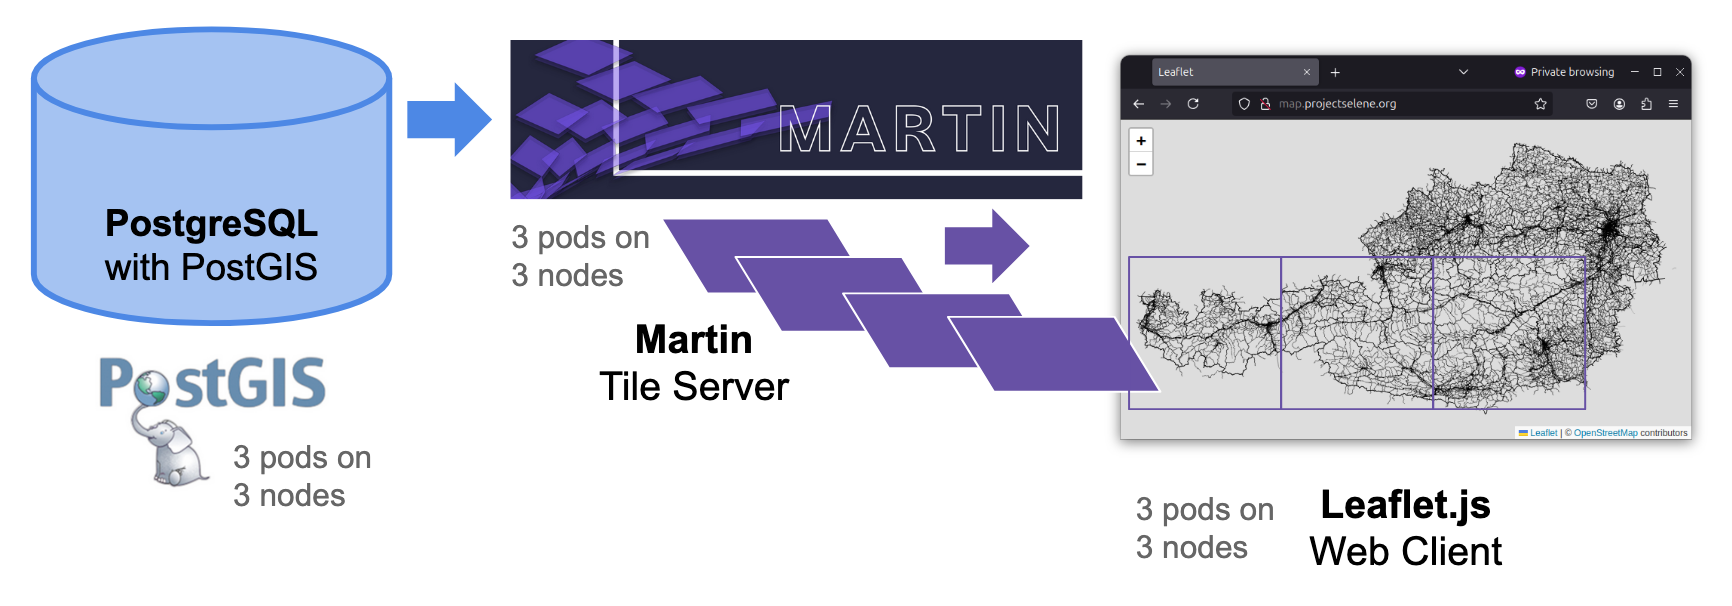 PostgreSQL
with PostGIS
PostGIS
3 pods on
3 nodes
MARTIN
3 pods on
3 nodes
Martin
Tile Server
Leaflet
Private browsing
map.projectselene.org
+
−
Leaflet | © OpenStreetMap contributors
3 pods on
3 nodes
Leaflet.js
Web Client